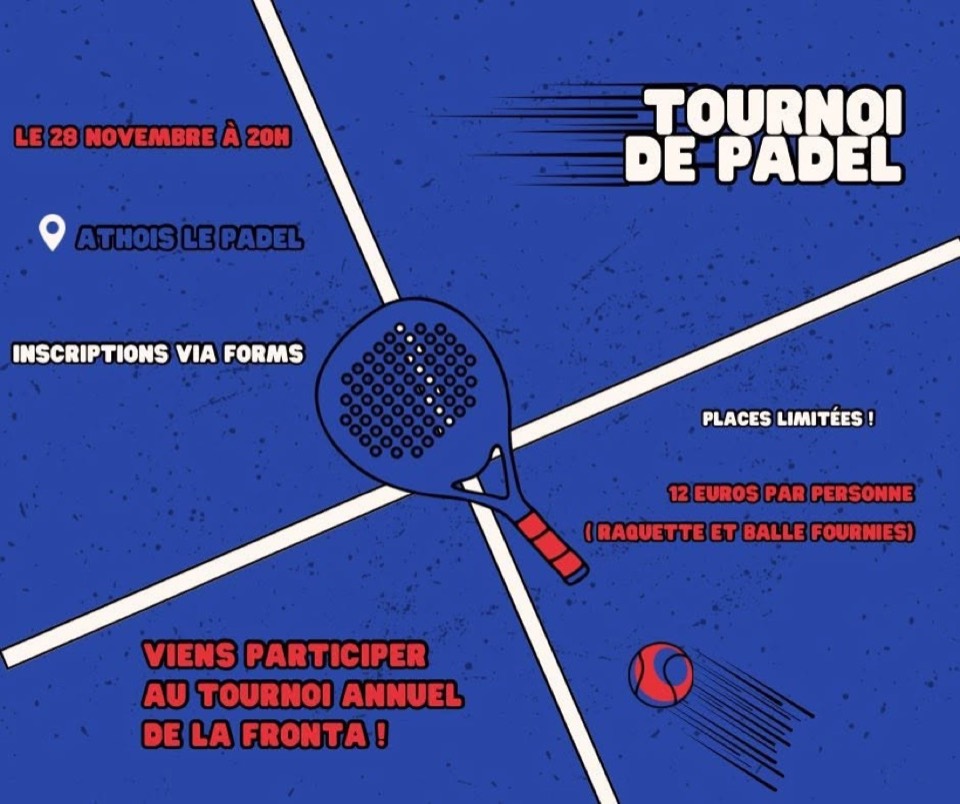 TOURNOI
DE PADEL
LE 28 NOVEMBRE À 20H
ATHOIS LE PADEL
INSCRIPTIONS VIA FORMS
PLACES LIMITÉES !
12 EUROS PAR PERSONNE
( RAQUETTE ET BALLE FOURNIES)
VIENS PARTICIPER
AU TOURNOI ANNUEL
DE LA FRONTA !